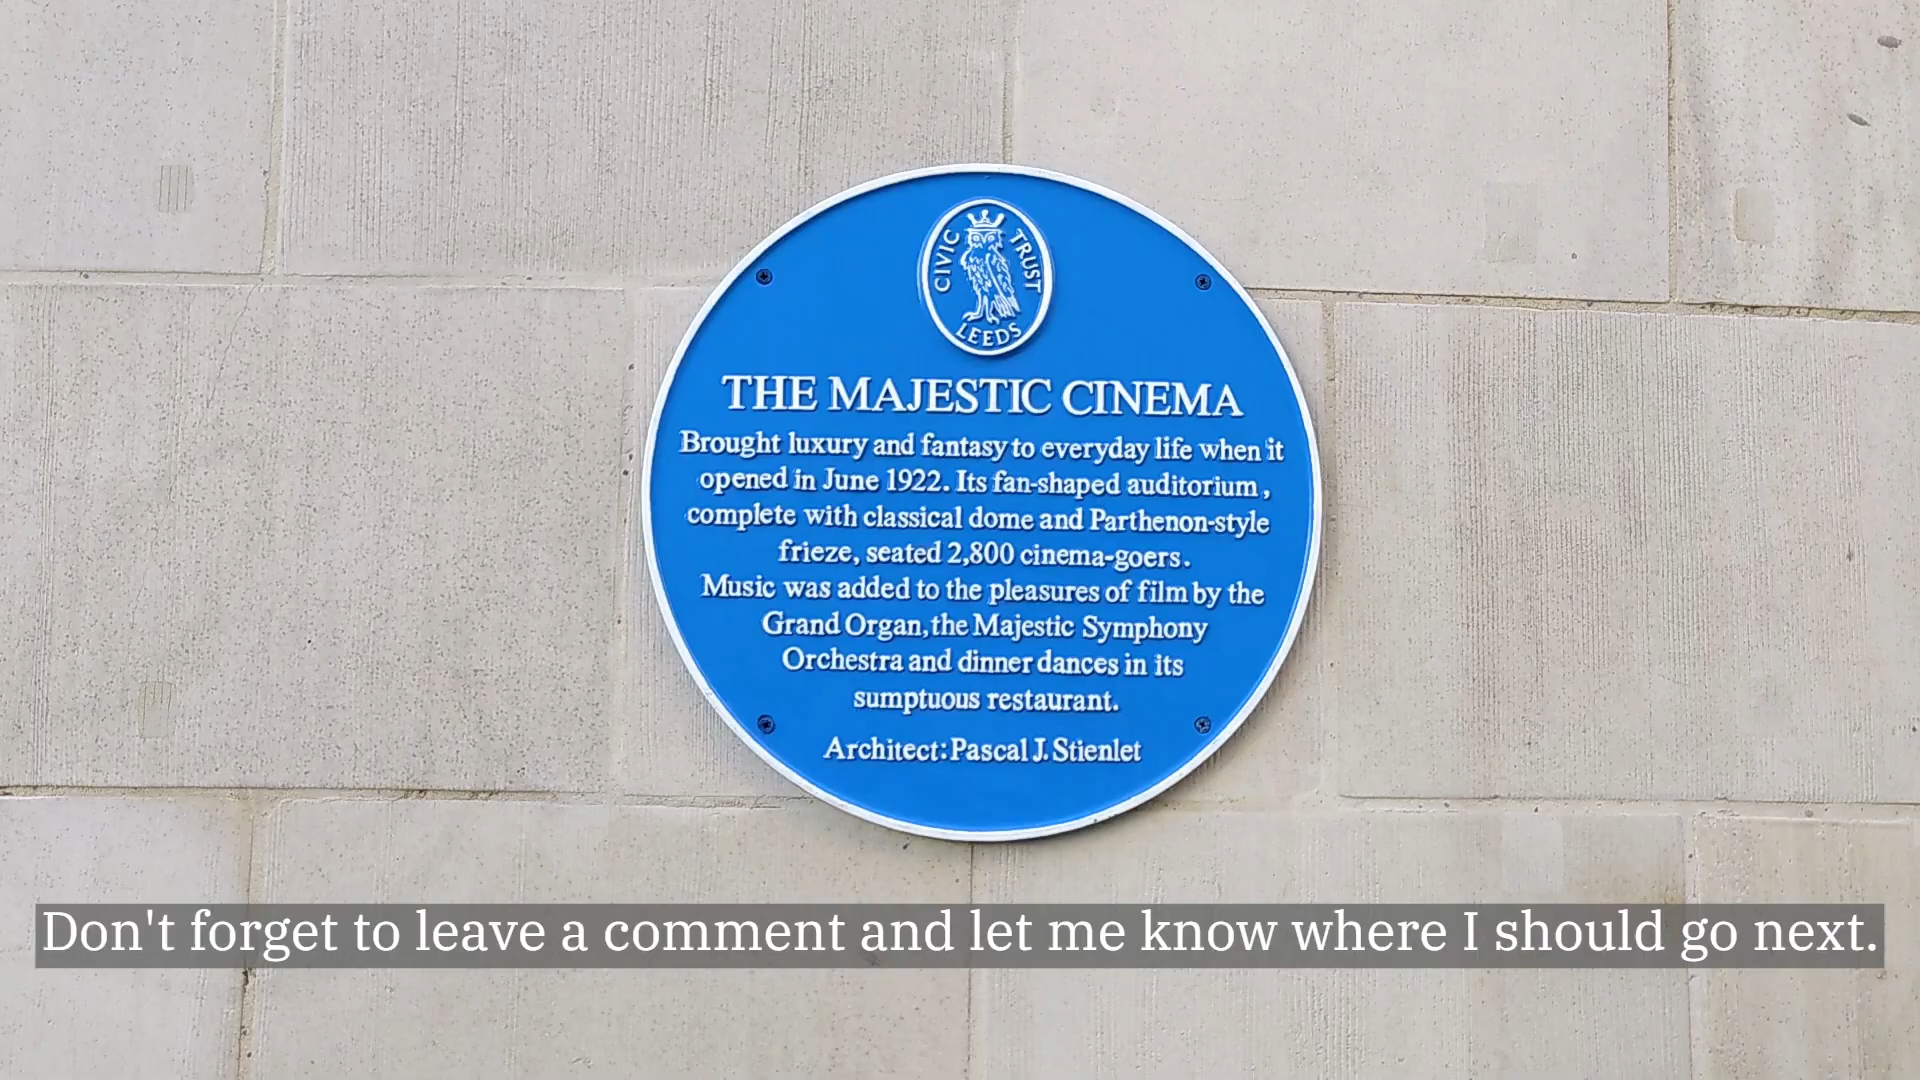 CIVIC TRUST
LEEDS
THE MAJESTIC CINEMA
Brought luxury and fantasy to everyday life when it
opened in June 1922. Its fan-shaped auditorium,
complete with classical dome and Parthenon-style
frieze, seated 2,800 cinema-goers.
Music was added to the pleasures of film by the
Grand Organ, the Majestic Symphony
Orchestra and dinner dances in its
sumptuous restaurant.
Architect: Pascal J. Stienlet
Don't forget to leave a comment and let me know where I should go next.